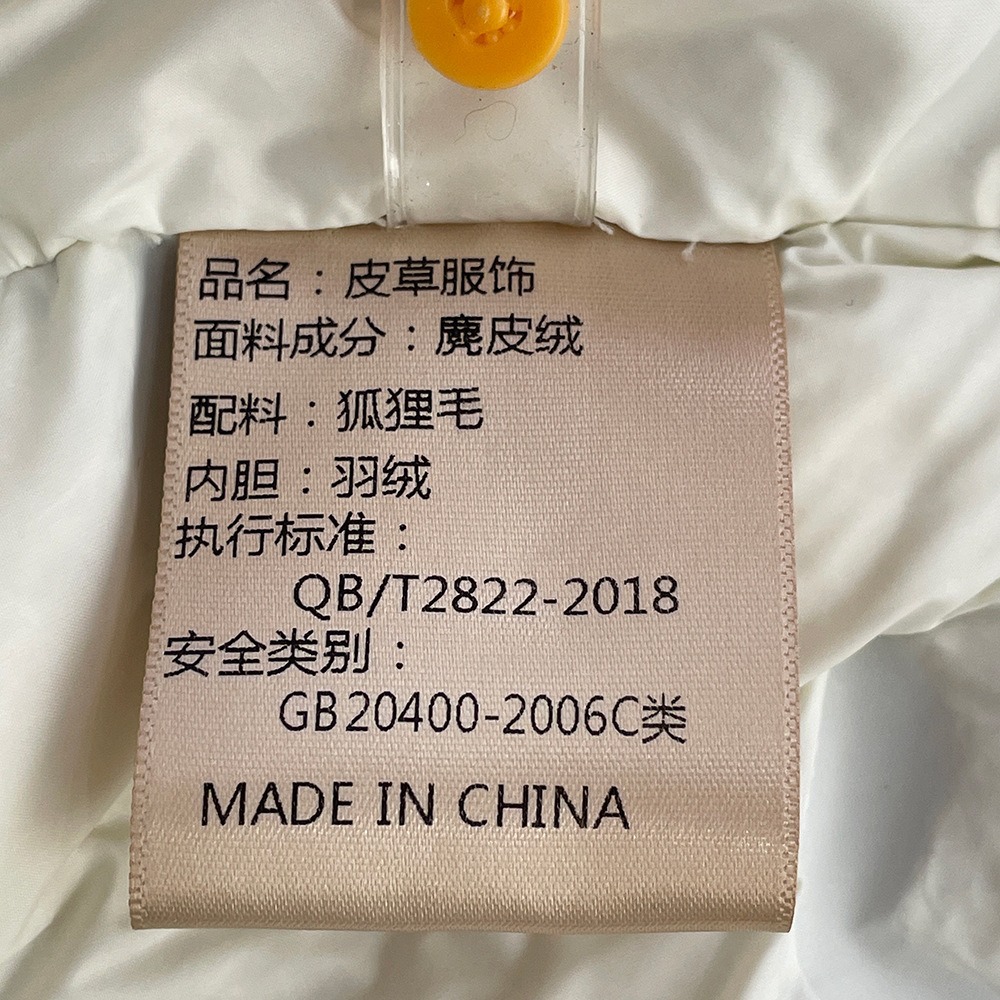 品名：皮草服饰
面料成分：麂皮绒
配料：狐狸毛
内胆：羽绒
执行标准：
QB/T2822-2018
安全类别：
GB20400-2006C类
MADE IN CHINA